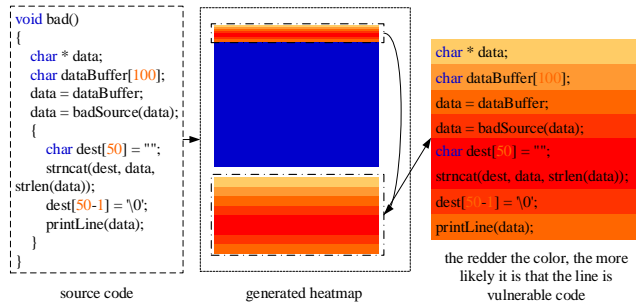 void bad()
{
char * data;
char dataBuffer[100];
data = dataBuffer;
data = badSource(data);
{
char dest[50] = "";
strncat(dest, data,
strlen(data));
dest[50-1] = '\0';
printLine(data);
}
}
source code
generated heatmap
char * data;
char dataBuffer[100];
data = dataBuffer;
data = badSource(data);
char dest[50] = "";
strncat(dest, data, strlen(data));
dest[50-1] = '\0';
printLine(data);
the redder the color, the more
likely it is that the line is
vulnerable code